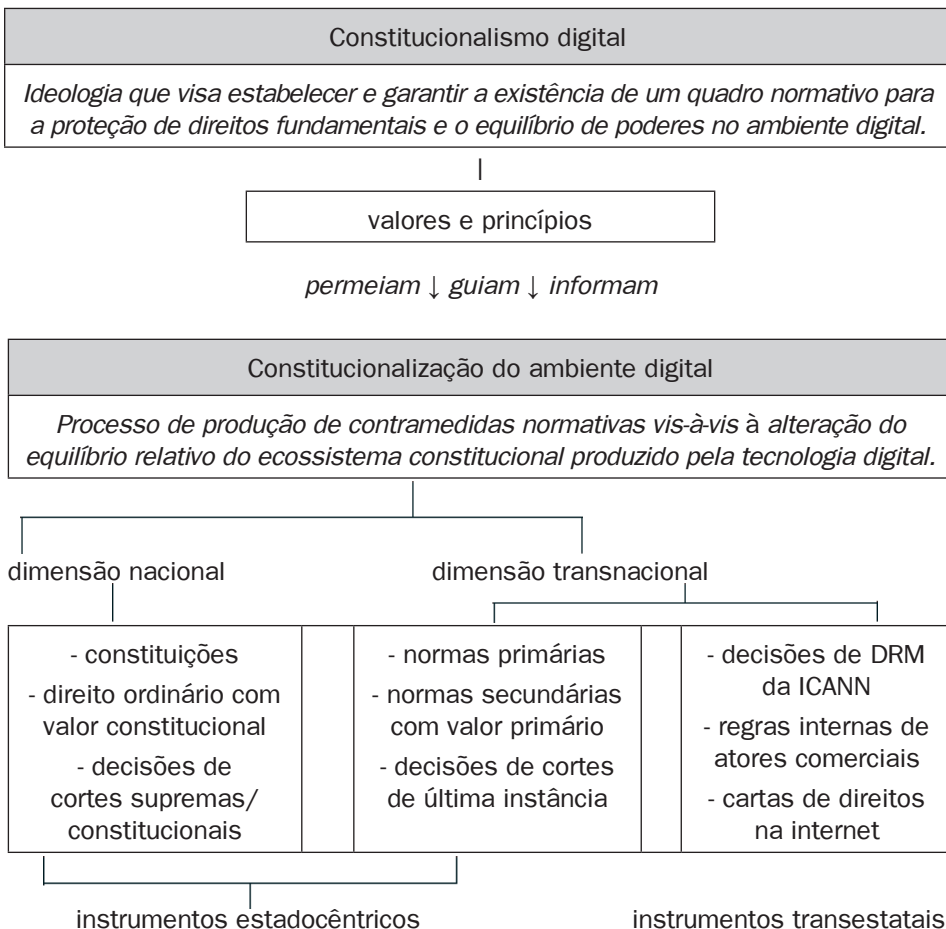 Constitucionalismo digital
Ideologia que visa estabelecer e garantir a existência de um quadro normativo para
a proteção de direitos fundamentais e o equilíbrio de poderes no ambiente digital.
valores e princípios
permeiam ↓ guiam ↓ informam
Constitucionalização do ambiente digital
Processo de produção de contramedidas normativas vis-à-vis à alteração do
equilíbrio relativo do ecossistema constitucional produzido pela tecnologia digital.
dimensão nacional
dimensão transnacional
- constituições
- direito ordinário com
valor constitucional
- decisões de
cortes supremas/
constitucionais
- normas primárias
- normas secundárias
com valor primário
- decisões de cortes
de última instância
- decisões de DRM
da ICANN
- regras internas de
atores comerciais
- cartas de direitos
na internet
instrumentos estadocêntricos
instrumentos transestatais